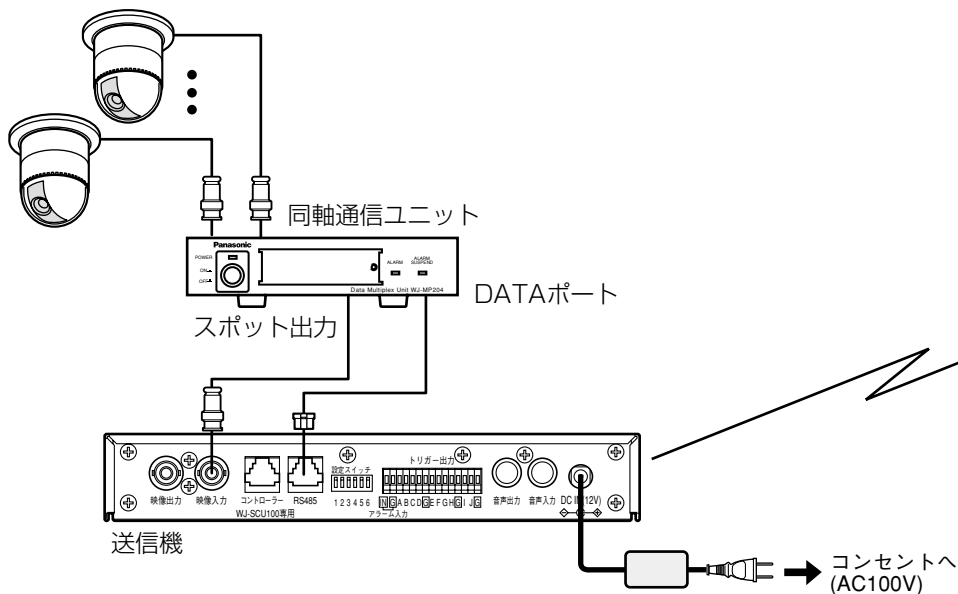 同軸通信ユニット
Panasonic
POWER
ON
OFF
ALARM
ALARM SUSPEND
Data Multiplex Unit WJ-MP204
DATAポート
スポット出力
設定スイッチ
トリガー出力
映像出力
映像入力
コントローラー
RS485
1 2 3 4 5 6
IN G A B C D G E F G H G I J G
音声出力
音声入力
DC IN(12V)
WJ-SCU100専用
アラーム入力
送信機
コンセントへ
(AC100V)